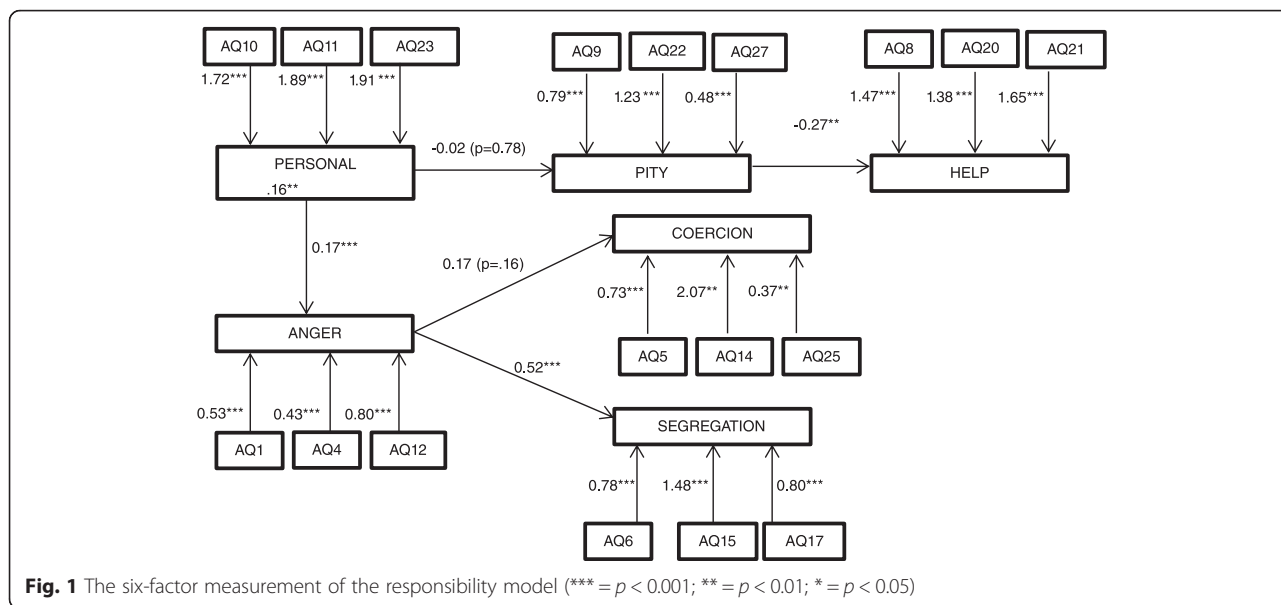 AQ10 AQ11 AQ23 AQ9 AQ22 AQ27 AQ8 AQ20 AQ21
1.72*** 1.89*** 1.91*** 0.79*** 1.23*** 0.48*** 1.47*** 1.38*** 1.65***
-0.02 (p=0.78) -0.27**
PERSONAL PITY HELP
.16**
0.17*** 0.17 (p=.16) COERCION
0.73*** 2.07** 0.37**
ANGER AQ5 AQ14 AQ25
0.52***
0.53*** 0.43*** 0.80*** SEGREGATION
AQ1 AQ4 AQ12
0.78*** 1.48*** 0.80***
AQ6 AQ15 AQ17
Fig. 1 The six-factor measurement of the responsibility model (*** = p < 0.001; ** = p < 0.01; * = p < 0.05)